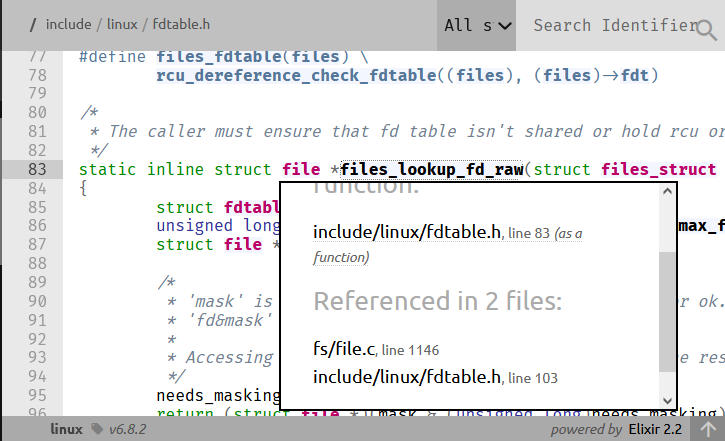 / include / linux / fdtable.h
All s
Search Identifier
77 #define files_fdtable(files) \
78 rcu_dereference_check_fdtable((files), (files)->fdt)
79
80 /*
81 * The caller must ensure that fd table isn't shared or hold rcu or
82 */
83 static inline struct file *files_lookup_fd_raw(struct files_struct
84 {
85 struct fdtabl
86 unsigned long max_f
87 struct file *
88
89 /*
90 * 'mask' is r ok.
91 * 'fd&mask'
92 *
93 * Accessing e res
94 */
95 needs_masking
96 return (struct file *)(mask & (unsigned long)needs_masking)
function:
include/linux/fdtable.h, line 83 (as a
function)
Referenced in 2 files:
fs/file.c, line 1146
include/linux/fdtable.h, line 103
linux v6.8.2
powered by Elixir 2.2